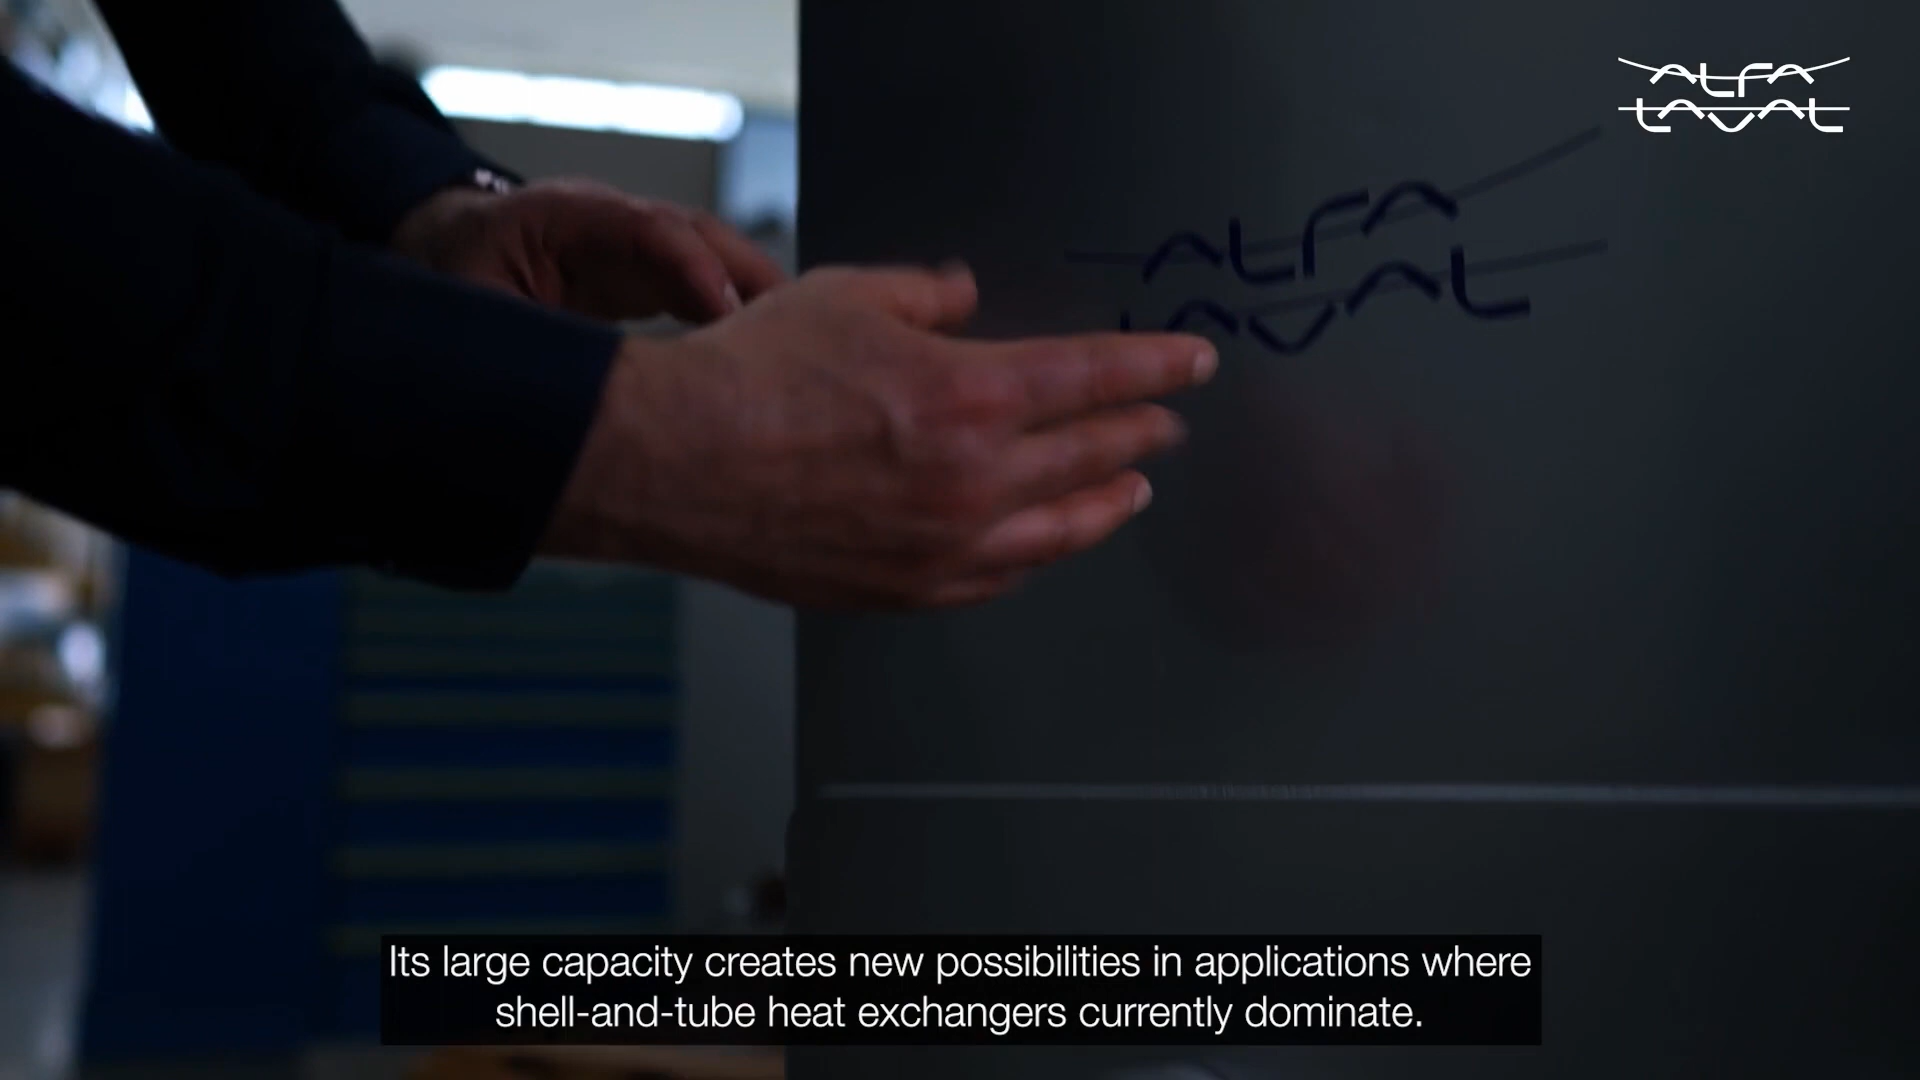 ALFA
LAVAL
ALFA
LAVAL
Its large capacity creates new possibilities in applications where
shell-and-tube heat exchangers currently dominate.